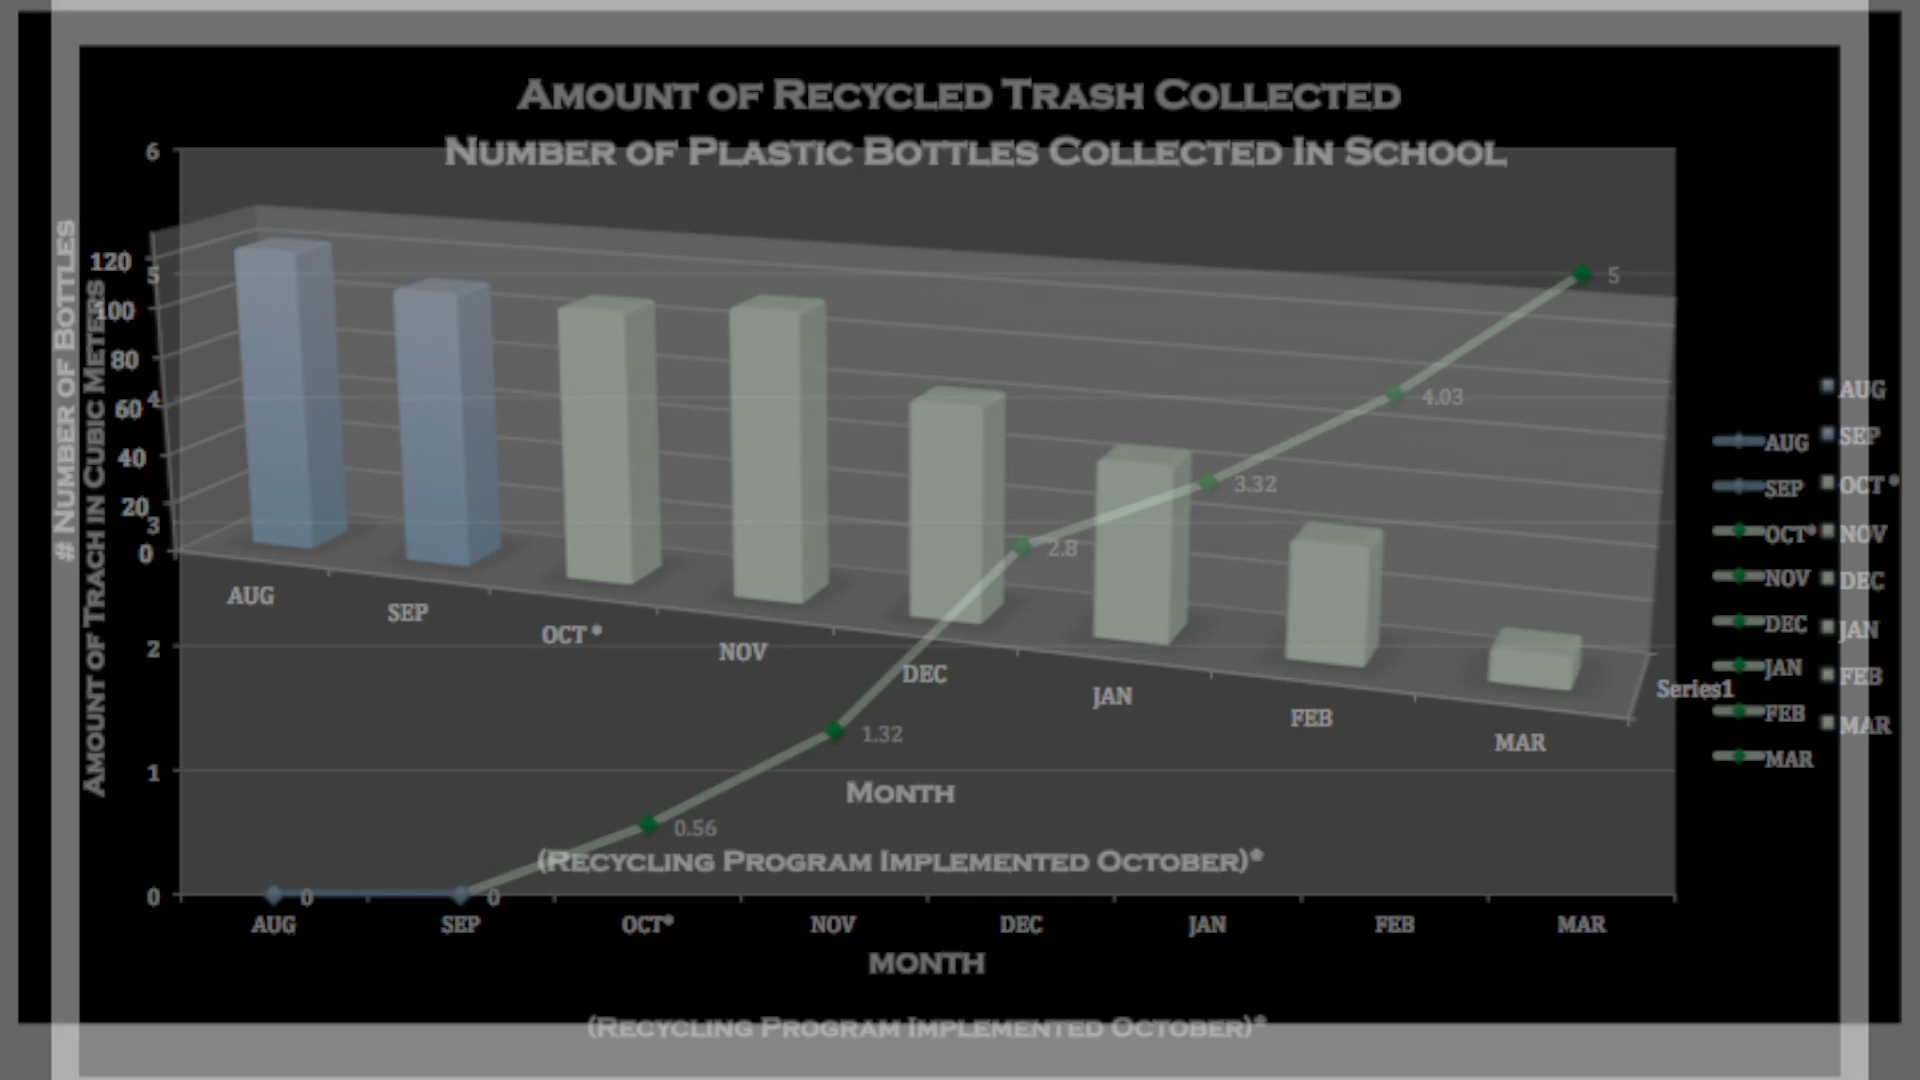 AMOUNT OF RECYCLED TRASH COLLECTED
NUMBER OF PLASTIC BOTTLES COLLECTED IN SCHOOL
# NUMBER OF BOTTLES
AMOUNT OF TRACH IN CUBIC METERS
6
5
4
3
2
1
0
120
100
80
60
40
20
0
AUG
SEP
OCT *
NOV
DEC
JAN
FEB
MAR
Series1
0
0
0.56
1.32
2.8
3.32
4.03
5
MONTH
(RECYCLING PROGRAM IMPLEMENTED OCTOBER)*
AUG SEP OCT* NOV DEC JAN FEB MAR
MONTH
(RECYCLING PROGRAM IMPLEMENTED OCTOBER)*
AUG
SEP
OCT*
NOV
DEC
JAN
FEB
MAR
AUG
SEP
OCT *
NOV
DEC
JAN
FEB
MAR